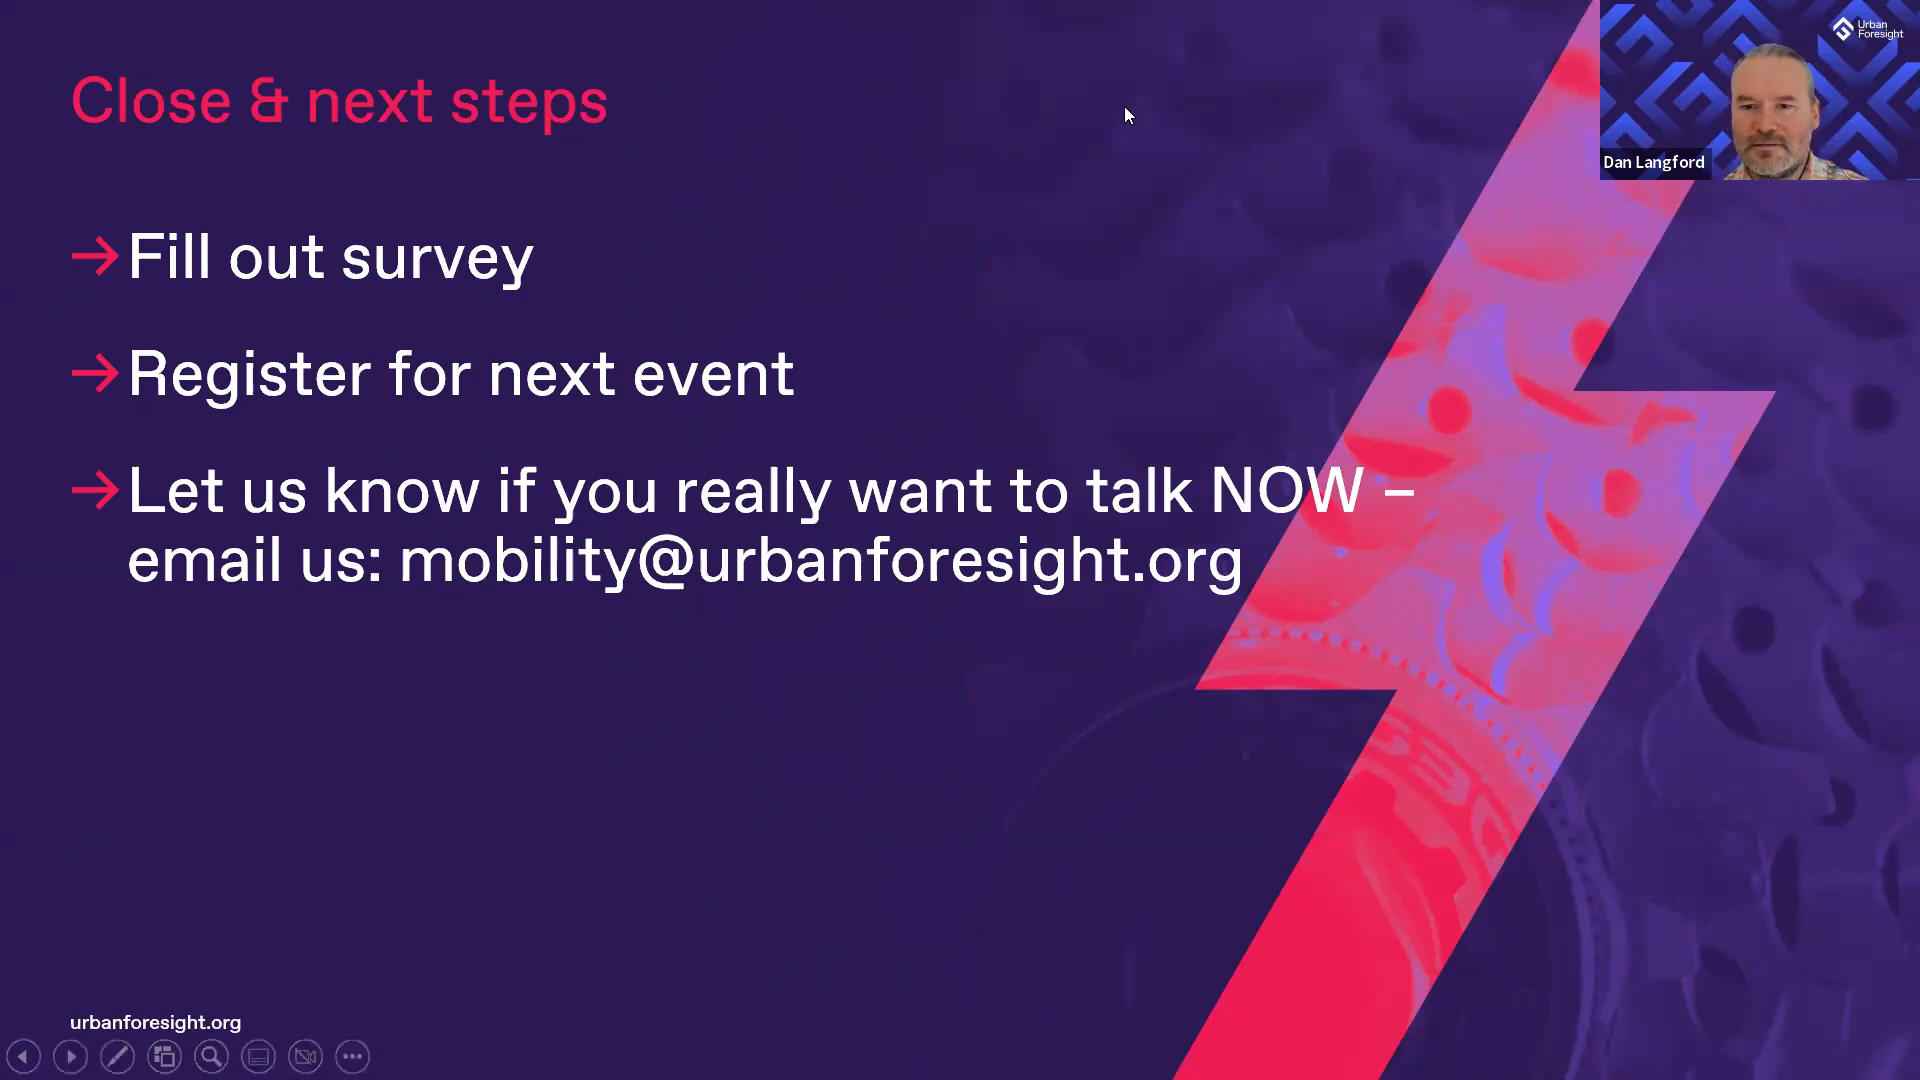 Urban
Foresight
Close & next steps
Dan Langford
→Fill out survey
→Register for next event
→Let us know if you really want to talk NOW –
email us: mobility@urbanforesight.org
urbanforesight.org